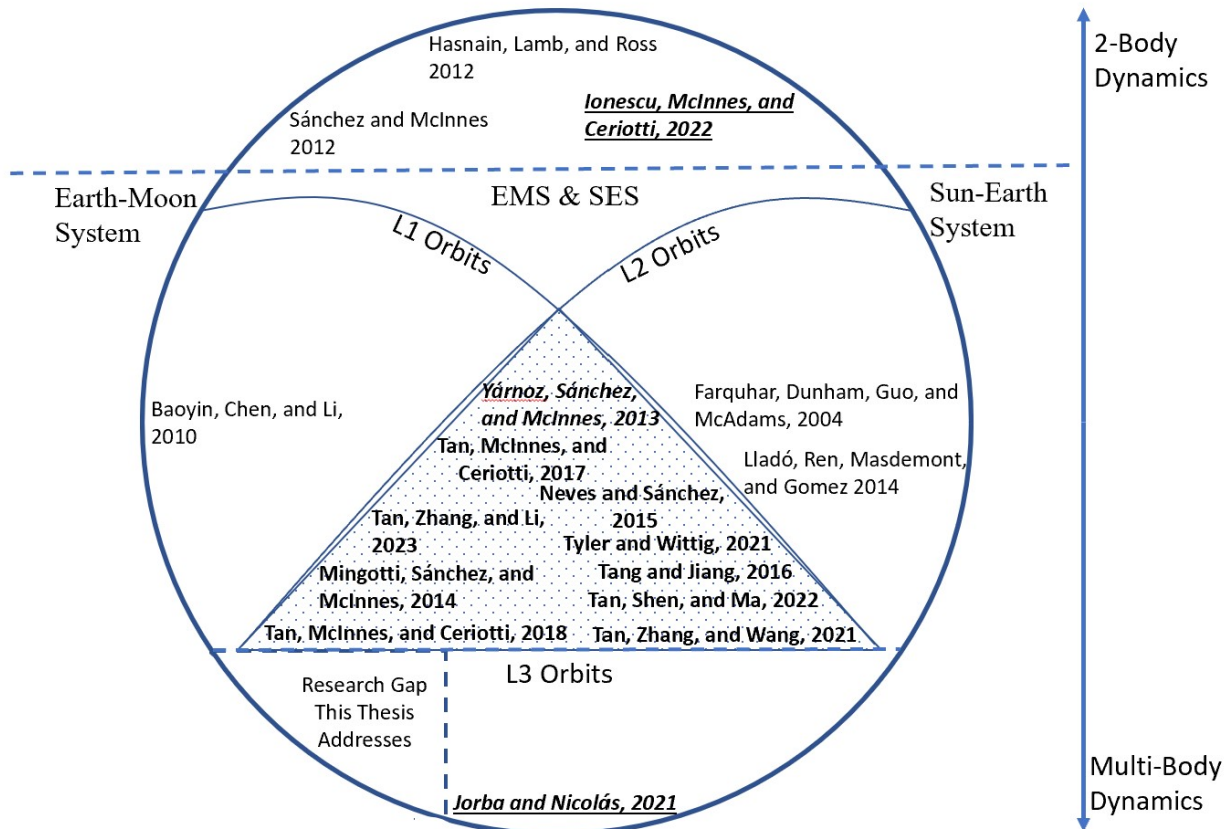 Hasnain, Lamb, and Ross
2012
2-Body
Dynamics
Ionescu, McInnes, and
Ceriotti, 2022
Sánchez and McInnes
2012
Earth-Moon
System
EMS & SES
Sun-Earth
System
L1 Orbits
L2 Orbits
Baoyin, Chen, and Li,
2010
Yárnoz, Sánchez,
and McInnes, 2013
Farquhar, Dunham, Guo, and
McAdams, 2004
Tan, McInnes, and
Ceriotti, 2017
Lladó, Ren, Masdemont,
and Gomez 2014
Neves and Sánchez,
2015
Tan, Zhang, and Li,
2023
Tyler and Wittig, 2021
Mingotti, Sánchez, and
McInnes, 2014
Tang and Jiang, 2016
Tan, Shen, and Ma, 2022
Tan, McInnes, and Ceriotti, 2018
Tan, Zhang, and Wang, 2021
L3 Orbits
Research Gap
This Thesis
Addresses
Jorba and Nicolás, 2021
Multi-Body
Dynamics